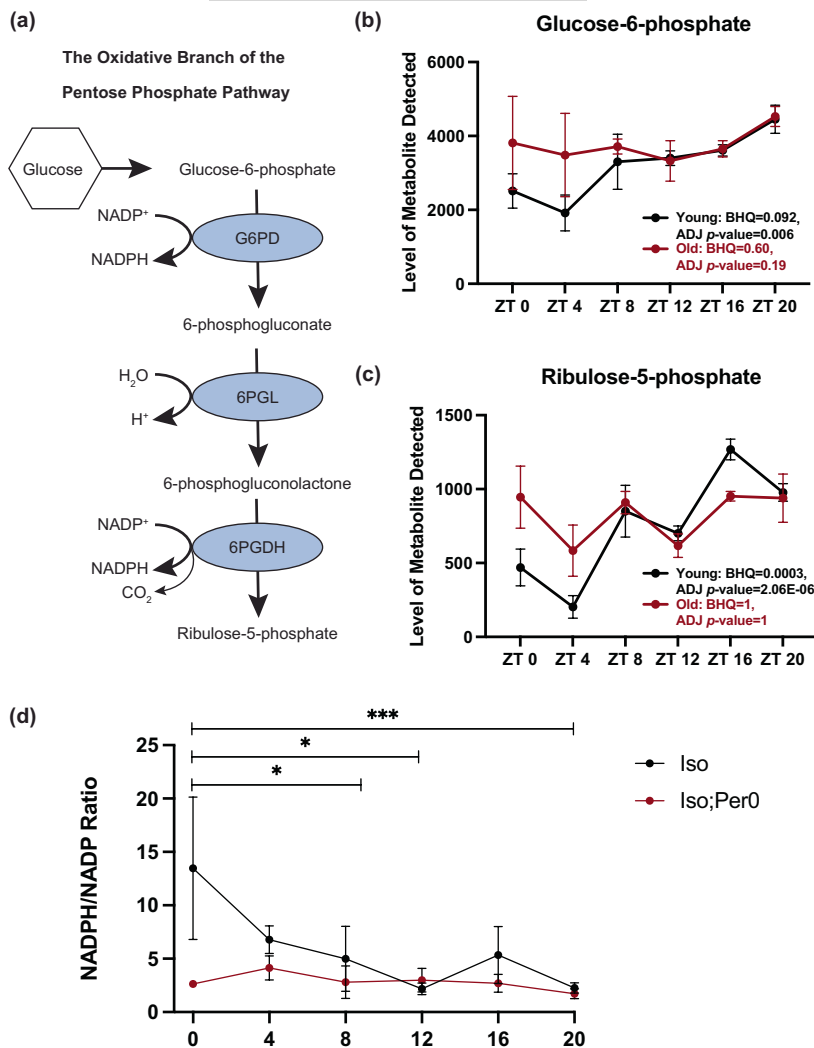 (a)
The Oxidative Branch of the
Pentose Phosphate Pathway
Glucose
Glucose-6-phosphate
NADP+
G6PD
NADPH
6-phosphogluconate
H2O
6PGL
H+
6-phosphogluconolactone
NADP+
6PGDH
NADPH
CO2
Ribulose-5-phosphate
(b)
Glucose-6-phosphate
Level of Metabolite Detected
6000
4000
2000
0
Young: BHQ=0.092,
ADJ p-value=0.006
Old: BHQ=0.60,
ADJ p-value=0.19
ZT 0 ZT 4 ZT 8 ZT 12 ZT 16 ZT 20
(c)
Ribulose-5-phosphate
Level of Metabolite Detected
1500
1000
500
0
Young: BHQ=0.0003,
ADJ p-value=2.06E-06
Old: BHQ=1,
ADJ p-value=1
ZT 0 ZT 4 ZT 8 ZT 12 ZT 16 ZT 20
(d)
***
*
*
NADPH/NADP Ratio
25
20
15
10
5
0
0 4 8 12 16 20
Iso
Iso;Per0